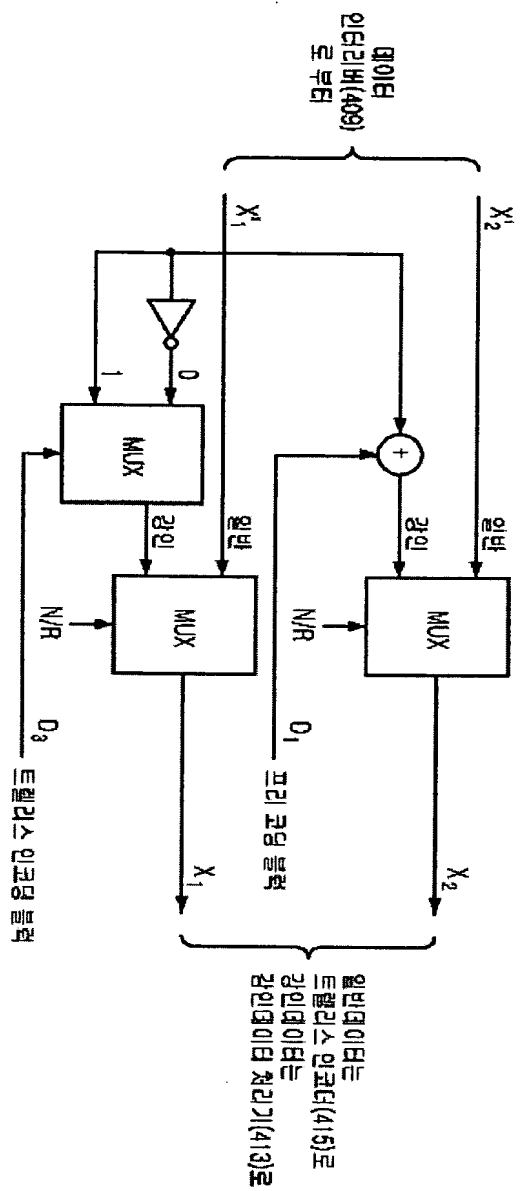 데이터
인터리버(409)
로 부터
X'₂
일반
강인
MUX
X₂
+
N/R
D₁
프리 코딩 블럭
X'₁
일반
0
1
MUX
강인
MUX
X₁
N/R
D₃
트렐리스 인코딩 블럭
일반데이터는
트렐리스 인코더(415)로
강인데이터는
강인데이터 처리기(413)로